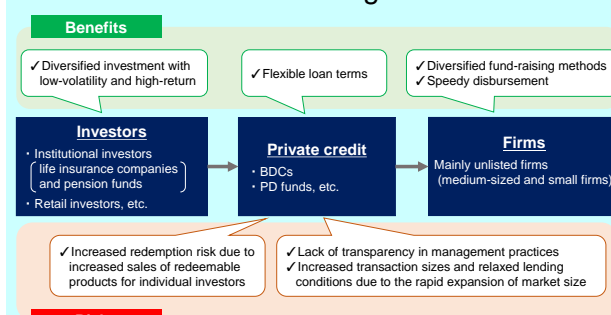 Benefits
✓Diversified investment with
low-volatility and high-return
✓Flexible loan terms
✓Diversified fund-raising methods
✓Speedy disbursement
Investors
・Institutional investors
life insurance companies
and pension funds
・Retail investors, etc.
Private credit
・BDCs
・PD funds, etc.
Firms
Mainly unlisted firms
(medium-sized and small firms)
✓Increased redemption risk due to
increased sales of redeemable
products for individual investors
✓Lack of transparency in management practices
✓Increased transaction sizes and relaxed lending
conditions due to the rapid expansion of market size